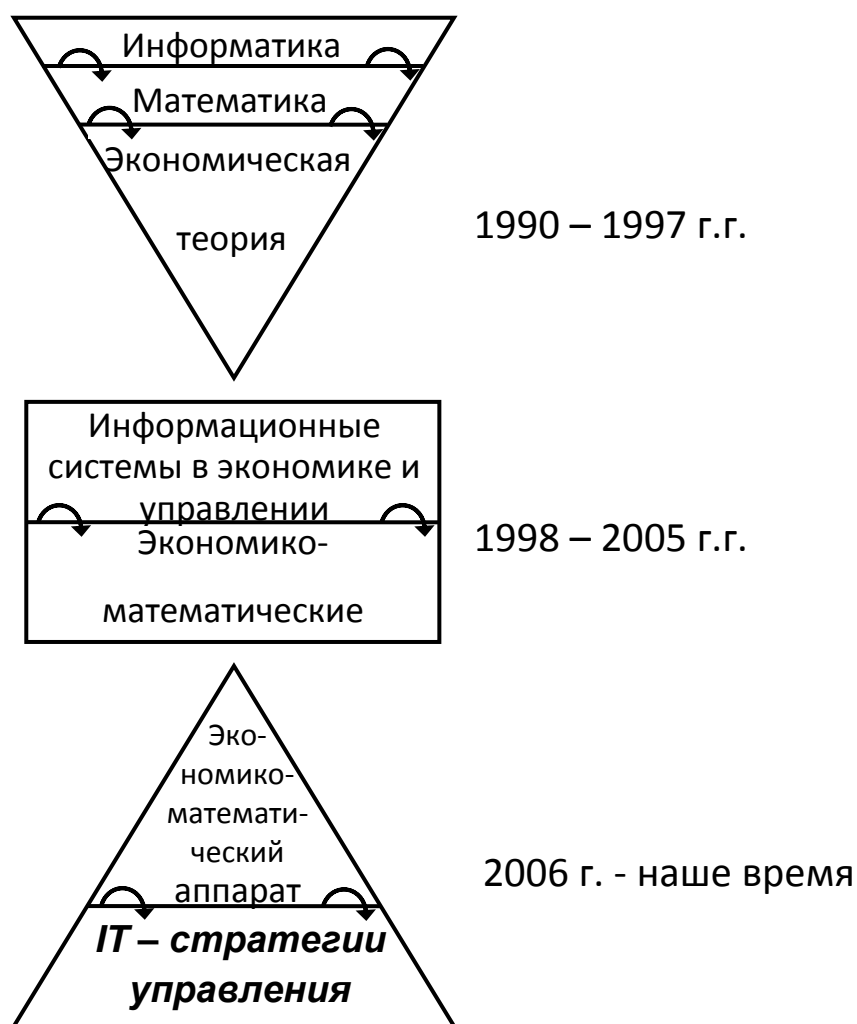 Информатика
Математика
Экономическая
теория
1990 – 1997 г.г.
Информационные
системы в экономике и
управлении
Экономико-
математические
1998 – 2005 г.г.
Эко-
номико-
математи-
ческий
аппарат
IT – стратегии
управления
2006 г. - наше время